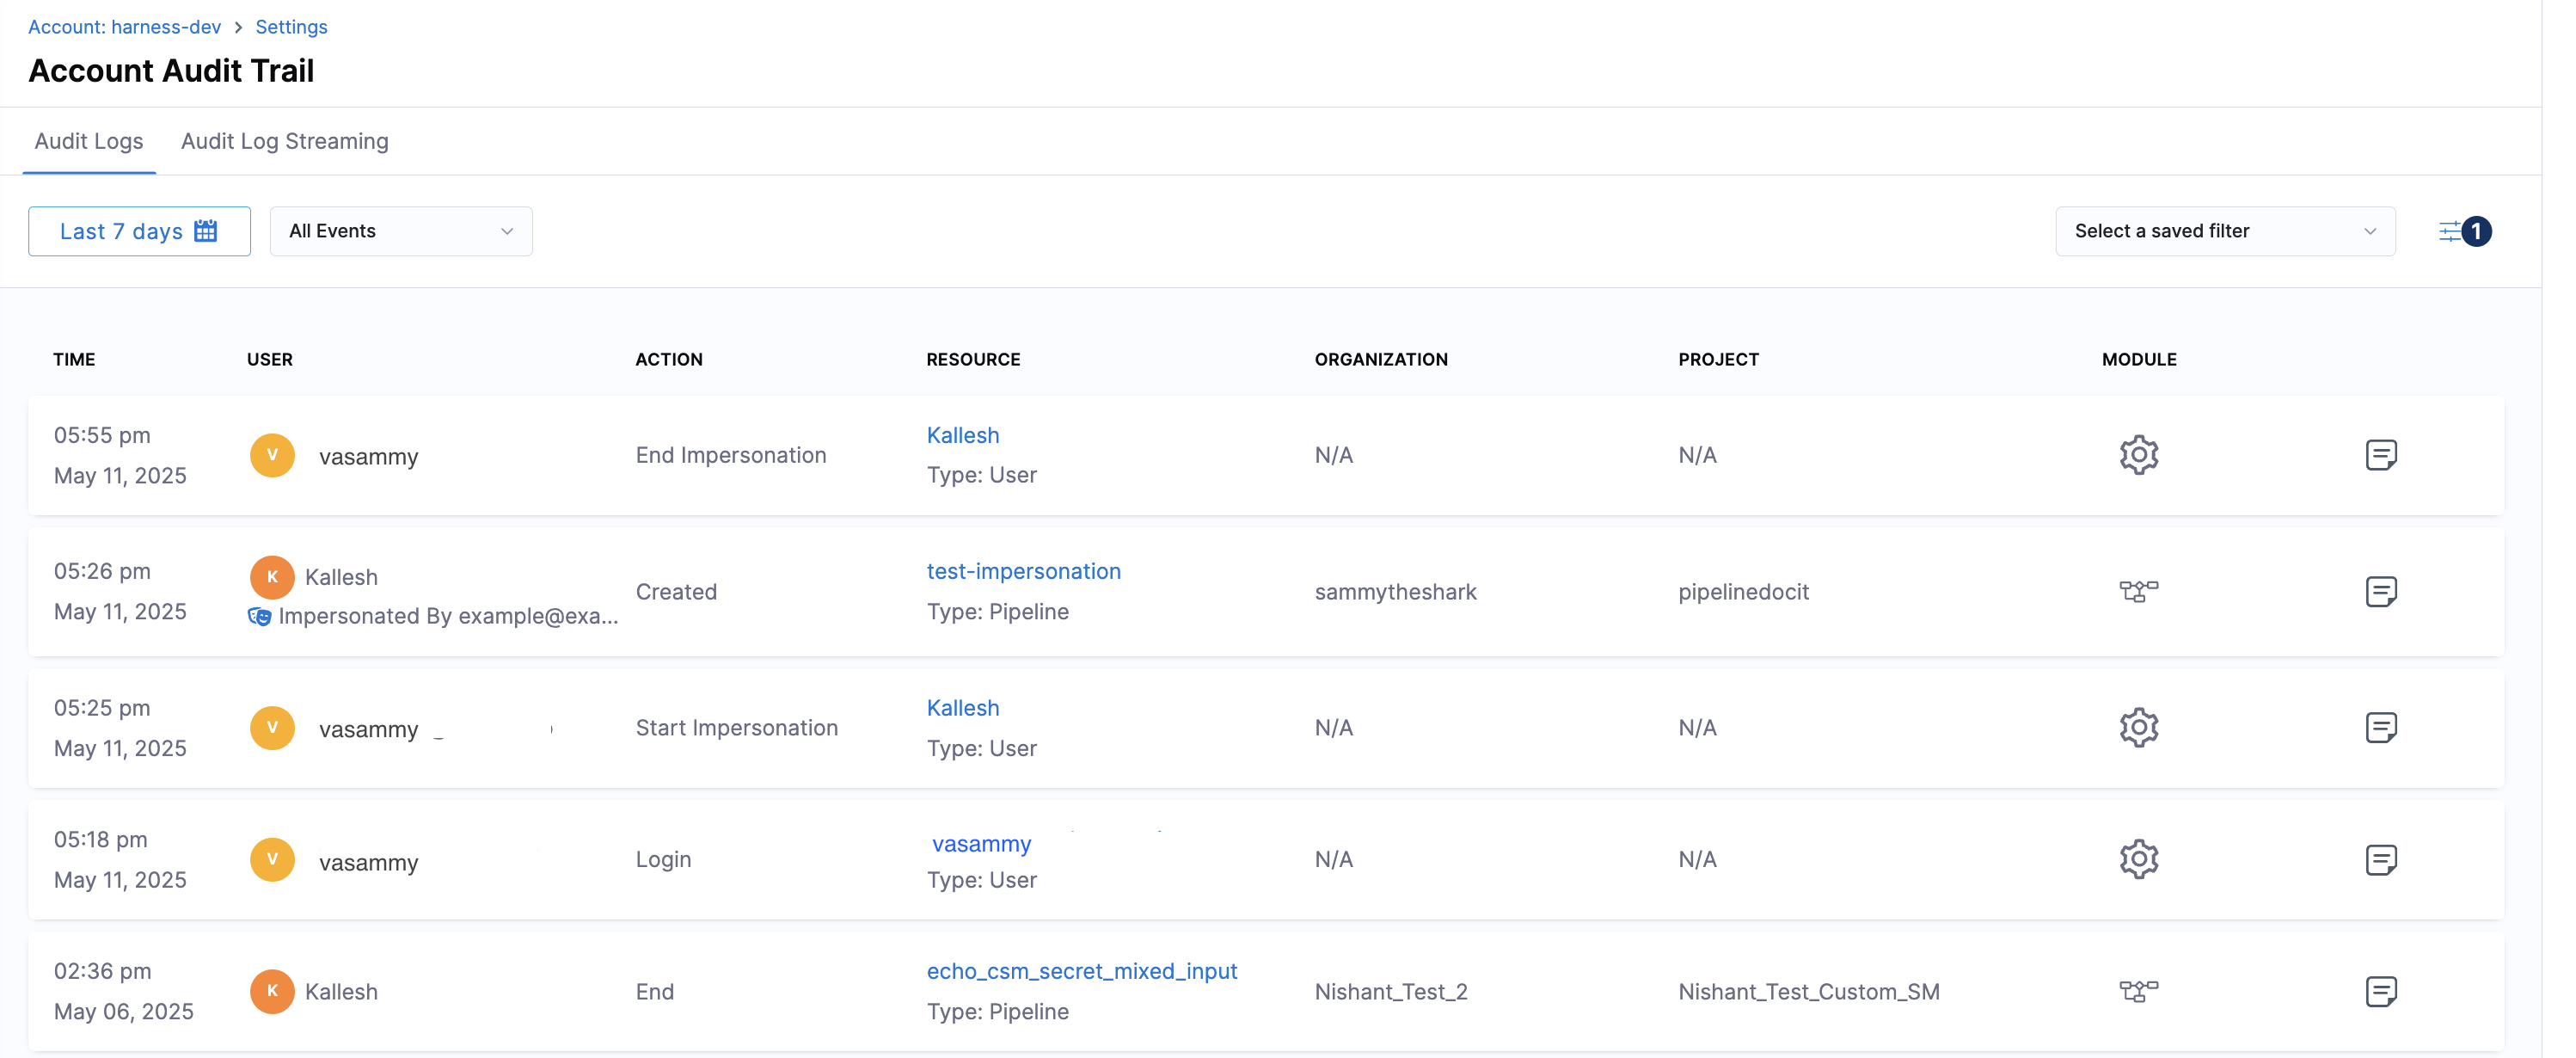 Account: harness-dev > Settings
Account Audit Trail
Audit Logs Audit Log Streaming
Last 7 days All Events Select a saved filter 1
TIME USER ACTION RESOURCE ORGANIZATION PROJECT MODULE
05:55 pm
May 11, 2025
V vasammy
End Impersonation
Kallesh
Type: User
N/A
N/A
05:26 pm
May 11, 2025
K Kallesh
Impersonated By example@exa...
Created
test-impersonation
Type: Pipeline
sammytheshark
pipelinedocit
05:25 pm
May 11, 2025
V vasammy
Start Impersonation
Kallesh
Type: User
N/A
N/A
05:18 pm
May 11, 2025
V vasammy
Login
vasammy
Type: User
N/A
N/A
02:36 pm
May 06, 2025
K Kallesh
End
echo_csm_secret_mixed_input
Type: Pipeline
Nishant_Test_2
Nishant_Test_Custom_SM